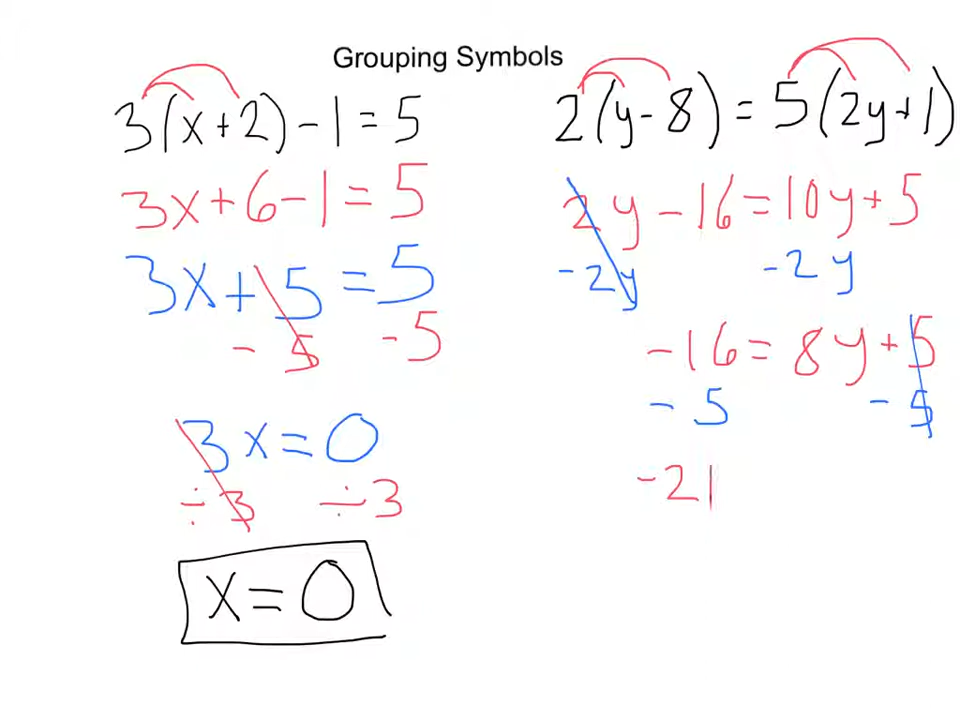 Grouping Symbols
3(x+2)-1=5
3x+6-1=5
3x+5=5
-5 -5
3x=0
÷3 ÷3
x=0
2(y-8)=5(2y+1)
2y-16=10y+5
-2y -2y
-16=8y+5
-5 -5
-21